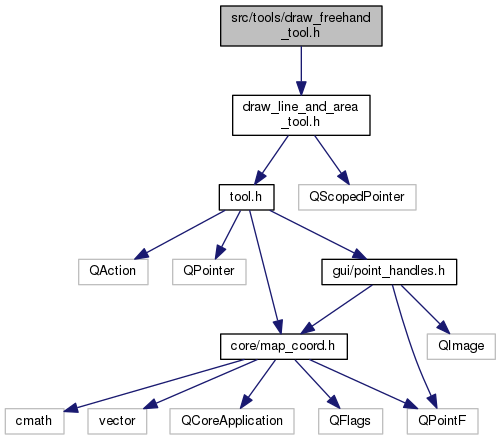 src/tools/draw_freehand
_tool.h
draw_line_and_area
_tool.h
tool.h
QScopedPointer
QAction
QPointer
gui/point_handles.h
core/map_coord.h
QImage
cmath
vector
QCoreApplication
QFlags
QPointF